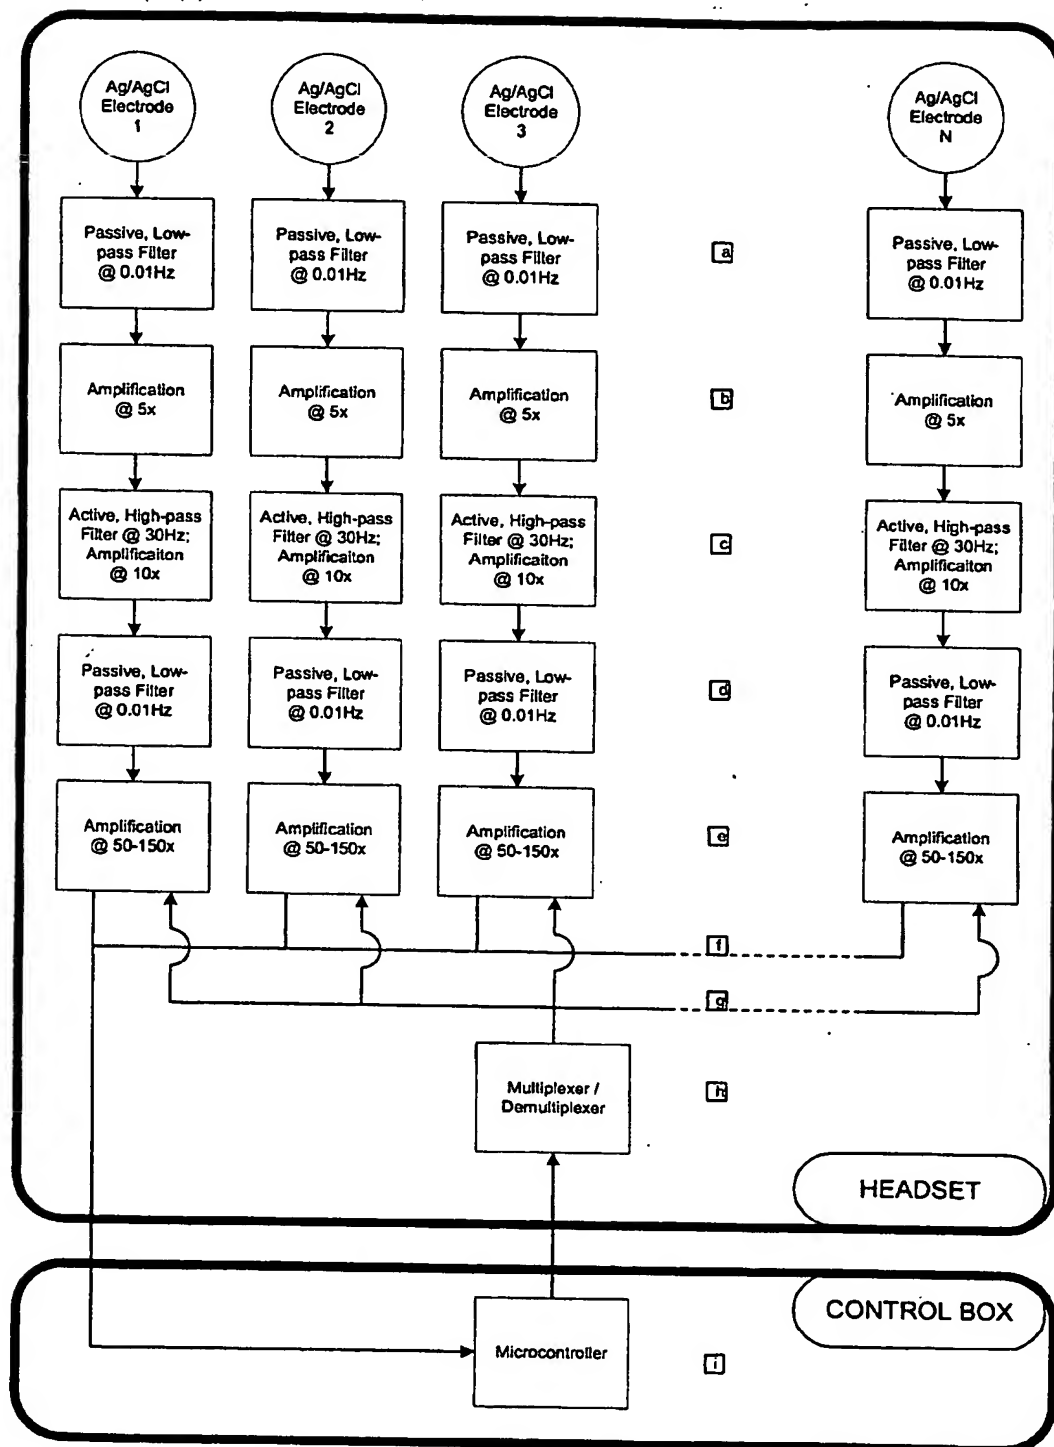 Ag/AgCl
Electrode
1
Ag/AgCl
Electrode
2
Ag/AgCl
Electrode
3
Ag/AgCl
Electrode
N
Passive, Low-
pass Filter
@ 0.01Hz
Passive, Low-
pass Filter
@ 0.01Hz
Passive, Low-
pass Filter
@ 0.01Hz
a
Passive, Low-
pass Filter
@ 0.01Hz
Amplification
@ 5x
Amplification
@ 5x
Amplification
@ 5x
b
Amplification
@ 5x
Active, High-pass
Filter @ 30Hz;
Amplificaiton
@ 10x
Active, High-pass
Filter @ 30Hz;
Amplificaiton
@ 10x
Active, High-pass
Filter @ 30Hz;
Amplificaiton
@ 10x
c
Active, High-pass
Filter @ 30Hz;
Amplificaiton
@ 10x
Passive, Low-
pass Filter
@ 0.01Hz
Passive, Low-
pass Filter
@ 0.01Hz
Passive, Low-
pass Filter
@ 0.01Hz
d
Passive, Low-
pass Filter
@ 0.01Hz
Amplification
@ 50-150x
Amplification
@ 50-150x
Amplification
@ 50-150x
e
Amplification
@ 50-150x
f
g
Multiplexer /
Demultiplexer
h
HEADSET
CONTROL BOX
Microcontroller
i